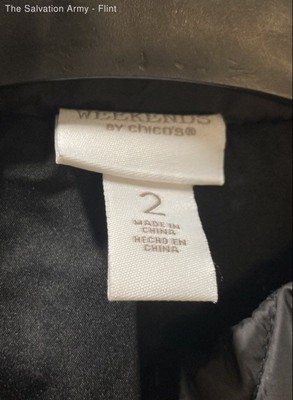 The Salvation Army - Flint
WEEKENDS
BY CHICO'S®
2
MADE IN
CHINA
HECHO EN
CHINA